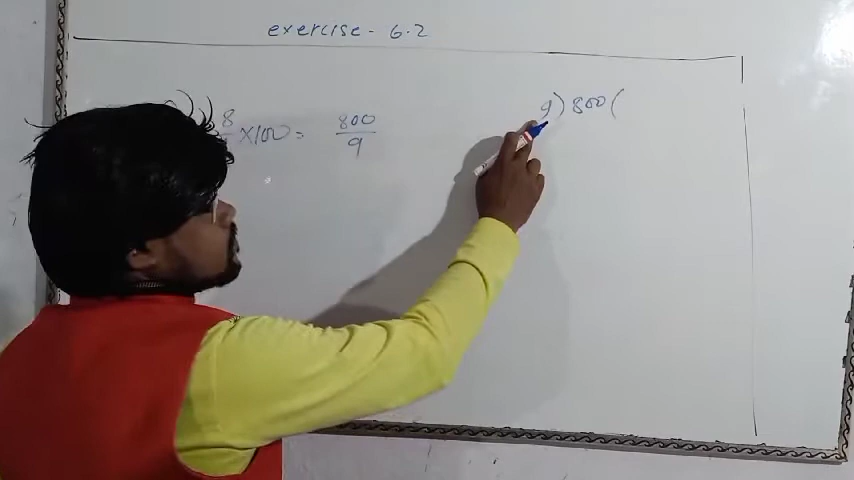 exercise - 6.2
8 ×100 = 800/9
9) 800 (